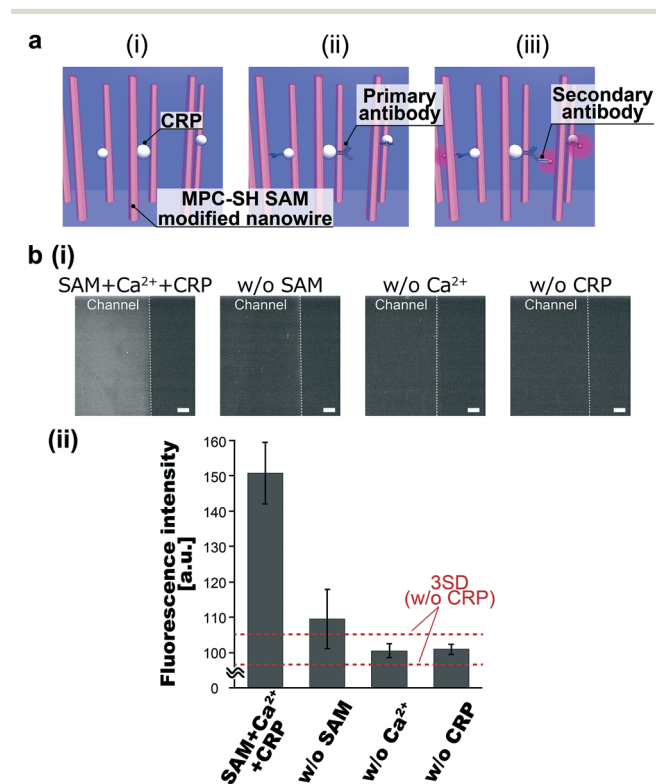 a
(i)
(ii)
(iii)
CRP
Primary
antibody
Secondary
antibody
MPC-SH SAM
modified nanowire
b (i)
SAM+Ca²⁺+CRP
w/o SAM
w/o Ca²⁺
w/o CRP
Channel
Channel
Channel
Channel
(ii)
Fluorescence intensity
[a.u.]
160
150
140
130
120
110
100
0
3SD
(w/o CRP)
SAM+Ca²⁺
+CRP
w/o SAM
w/o Ca²⁺
w/o CRP